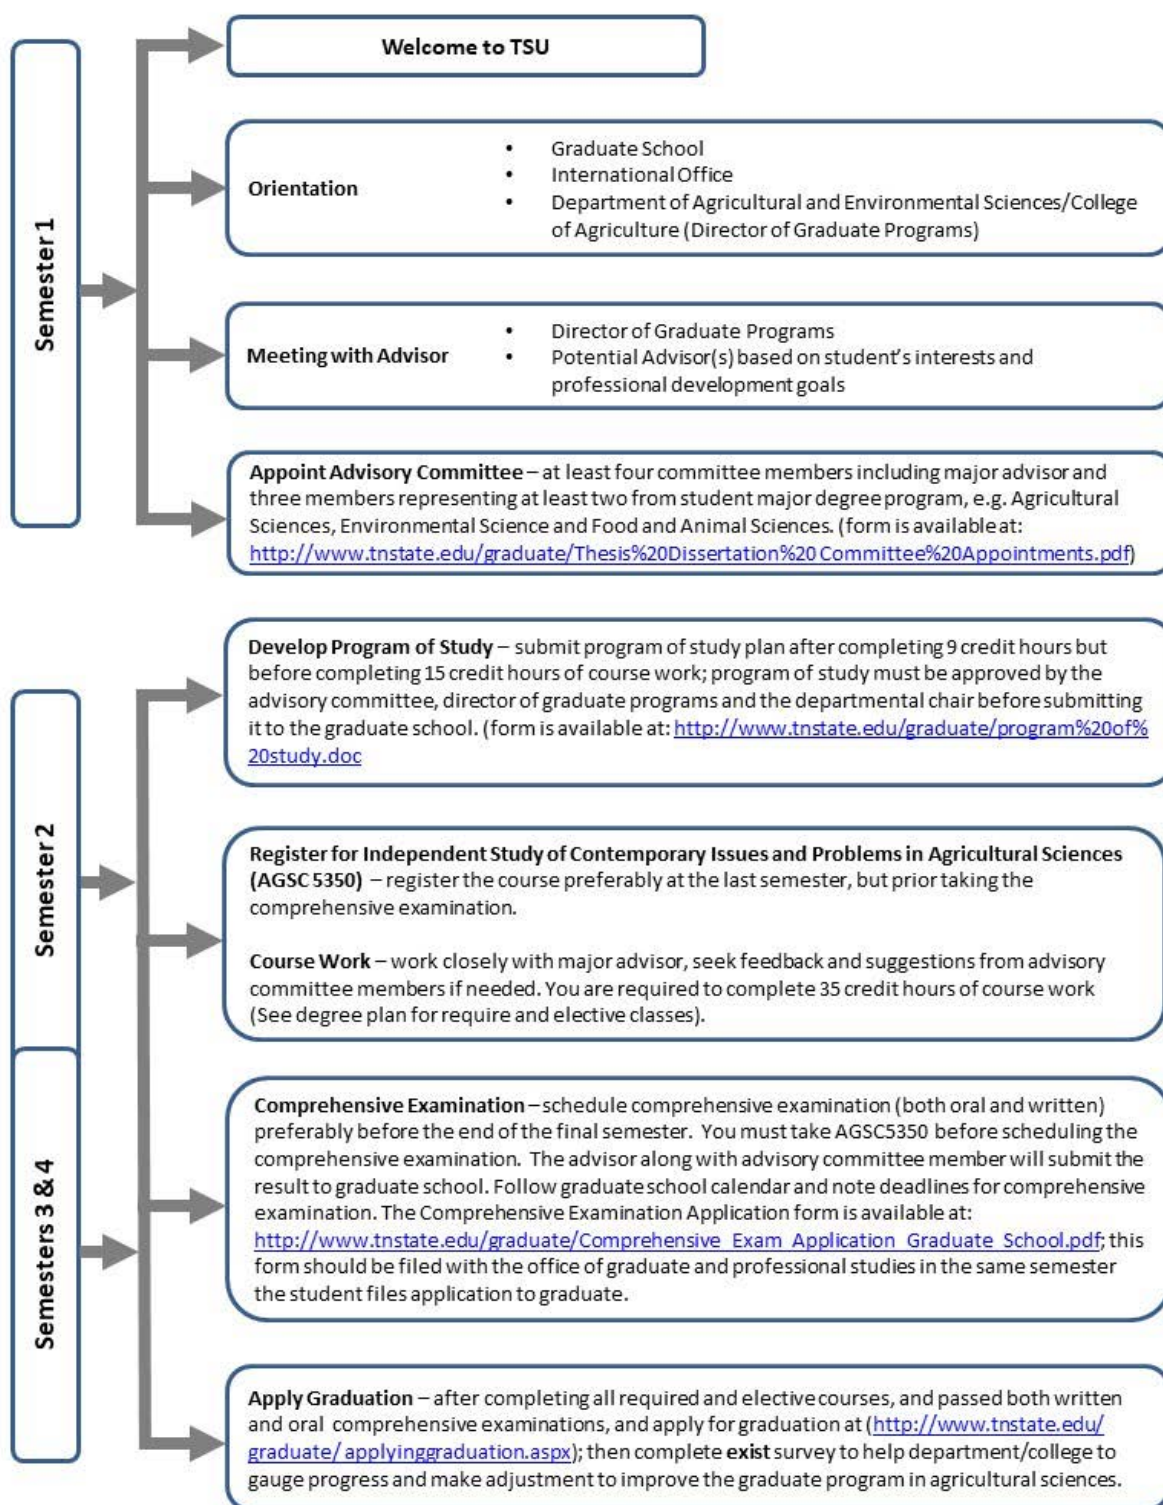 Semester 1
Welcome to TSU
Orientation
• Graduate School
• International Office
• Department of Agricultural and Environmental Sciences/College
of Agriculture (Director of Graduate Programs)
Meeting with Advisor
• Director of Graduate Programs
• Potential Advisor(s) based on student's interests and
professional development goals
Appoint Advisory Committee – at least four committee members including major advisor and
three members representing at least two from student major degree program, e.g. Agricultural
Sciences, Environmental Science and Food and Animal Sciences. (form is available at:
http://www.tnstate.edu/graduate/Thesis%20Dissertation%20 Committee%20Appointments.pdf)
Semester 2
Develop Program of Study – submit program of study plan after completing 9 credit hours but
before completing 15 credit hours of course work; program of study must be approved by the
advisory committee, director of graduate programs and the departmental chair before submitting
it to the graduate school. (form is available at: http://www.tnstate.edu/graduate/program%20of%
20study.doc
Register for Independent Study of Contemporary Issues and Problems in Agricultural Sciences
(AGSC 5350) – register the course preferably at the last semester, but prior taking the
comprehensive examination.
Course Work – work closely with major advisor, seek feedback and suggestions from advisory
committee members if needed. You are required to complete 35 credit hours of course work
(See degree plan for require and elective classes).
Semesters 3 & 4
Comprehensive Examination – schedule comprehensive examination (both oral and written)
preferably before the end of the final semester. You must take AGSC5350 before scheduling the
comprehensive examination. The advisor along with advisory committee member will submit the
result to graduate school. Follow graduate school calendar and note deadlines for comprehensive
examination. The Comprehensive Examination Application form is available at:
http://www.tnstate.edu/graduate/Comprehensive_Exam_Application_Graduate_School.pdf; this
form should be filed with the office of graduate and professional studies in the same semester
the student files application to graduate.
Apply Graduation – after completing all required and elective courses, and passed both written
and oral comprehensive examinations, and apply for graduation at (http://www.tnstate.edu/
graduate/ applyinggraduation.aspx); then complete exist survey to help department/college to
gauge progress and make adjustment to improve the graduate program in agricultural sciences.